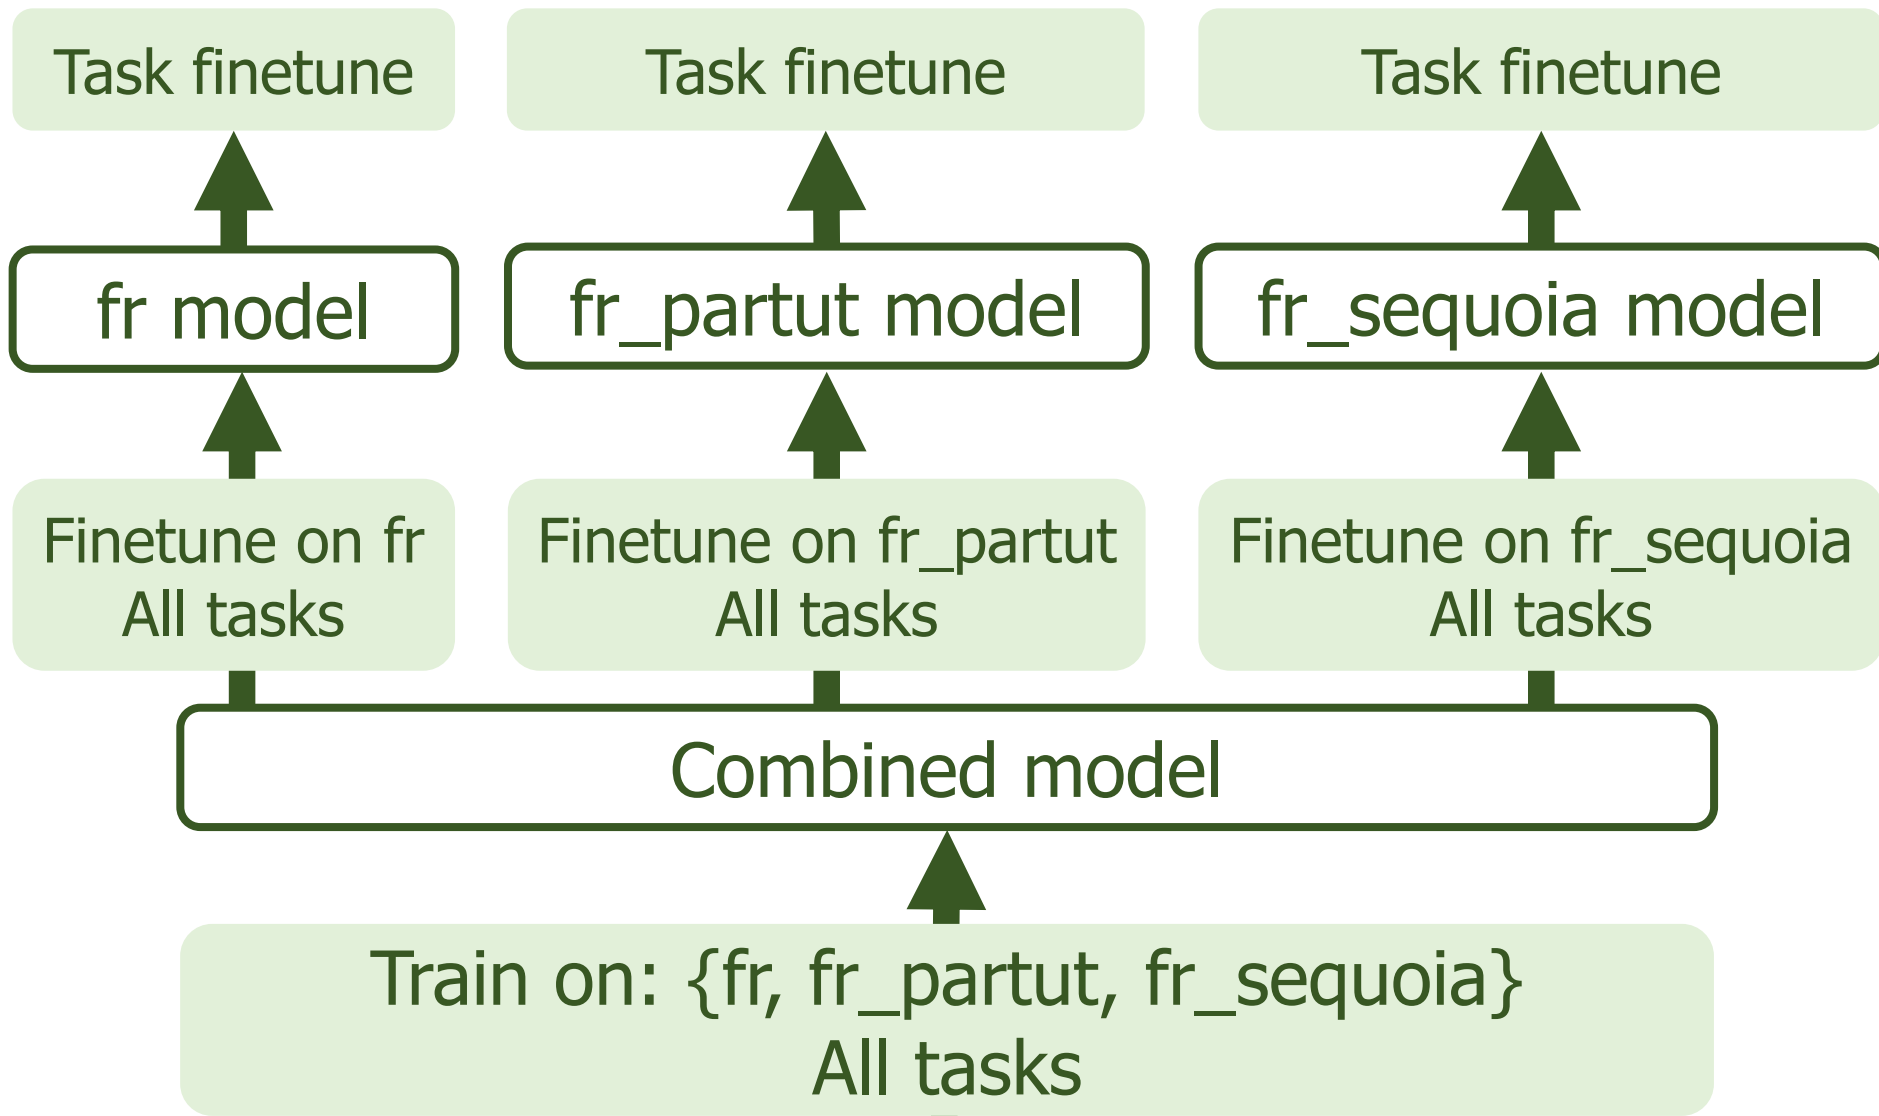 Task finetune
Task finetune
Task finetune
fr model
fr_partut model
fr_sequoia model
Finetune on fr
All tasks
Finetune on fr_partut
All tasks
Finetune on fr_sequoia
All tasks
Combined model
Train on: {fr, fr_partut, fr_sequoia}
All tasks